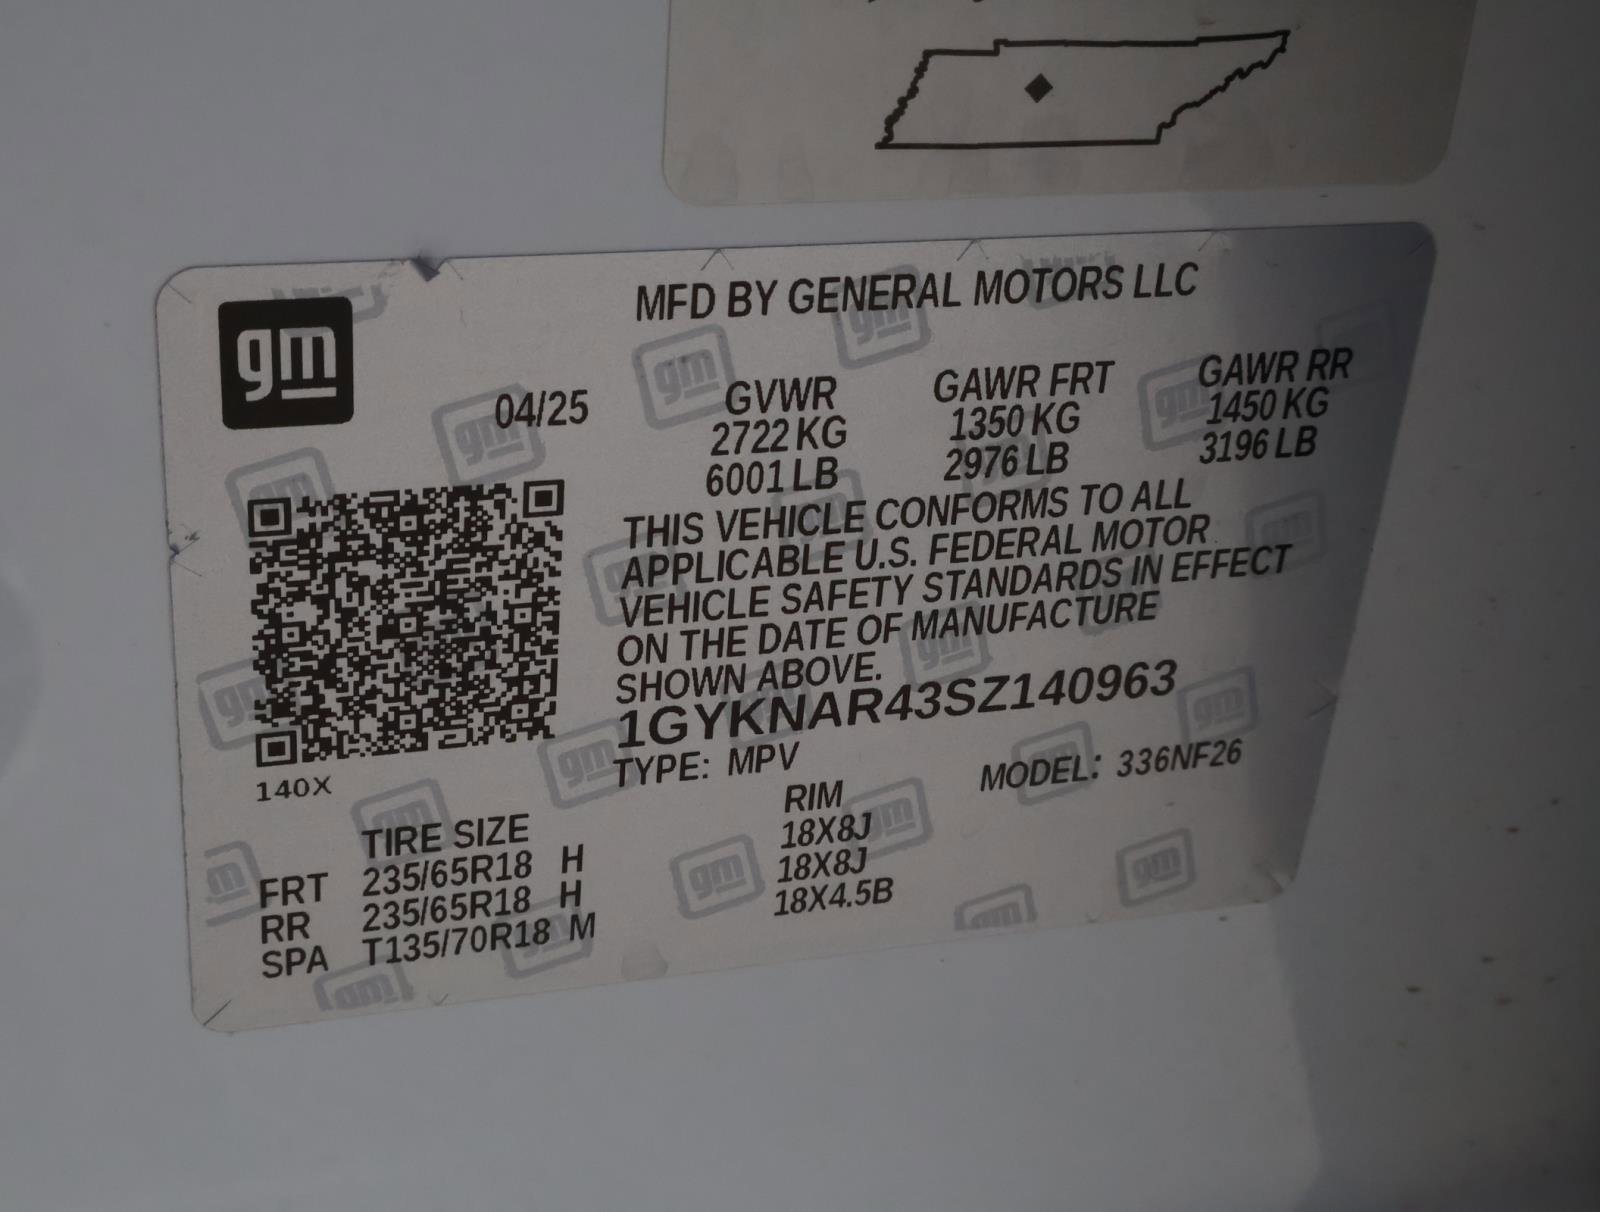 gm
MFD BY GENERAL MOTORS LLC
04/25
GVWR GAWR FRT GAWR RR
2722 KG 1350 KG 1450 KG
6001 LB 2976 LB 3196 LB
THIS VEHICLE CONFORMS TO ALL
APPLICABLE U.S. FEDERAL MOTOR
VEHICLE SAFETY STANDARDS IN EFFECT
ON THE DATE OF MANUFACTURE
SHOWN ABOVE.
1GYKNAR43SZ140963
TYPE: MPV MODEL: 336NF26
140X
TIRE SIZE RIM
FRT 235/65R18 H 18X8J
RR 235/65R18 H 18X8J
SPA T135/70R18 M 18X4.5B